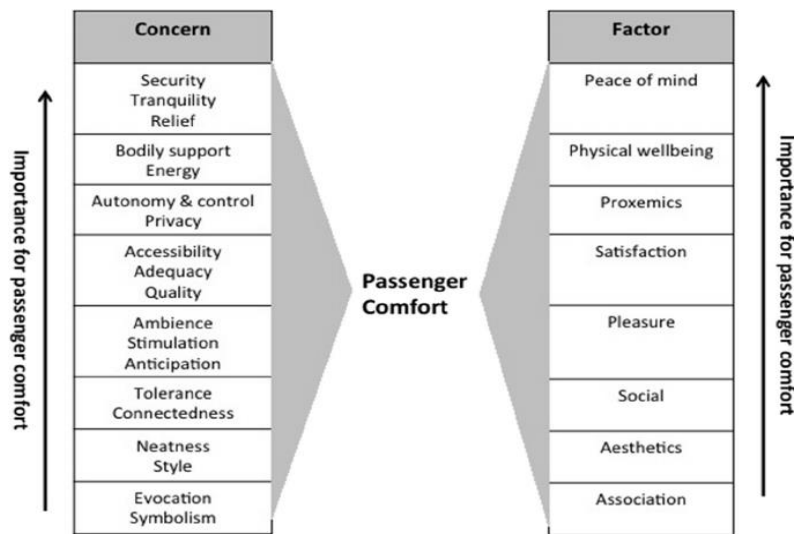 Importance for passenger comfort
Concern
Security
Tranquility
Relief
Bodily support
Energy
Autonomy & control
Privacy
Accessibility
Adequacy
Quality
Ambience
Stimulation
Anticipation
Tolerance
Connectedness
Neatness
Style
Evocation
Symbolism
Passenger
Comfort
Factor
Peace of mind
Physical wellbeing
Proxemics
Satisfaction
Pleasure
Social
Aesthetics
Association
Importance for passenger comfort